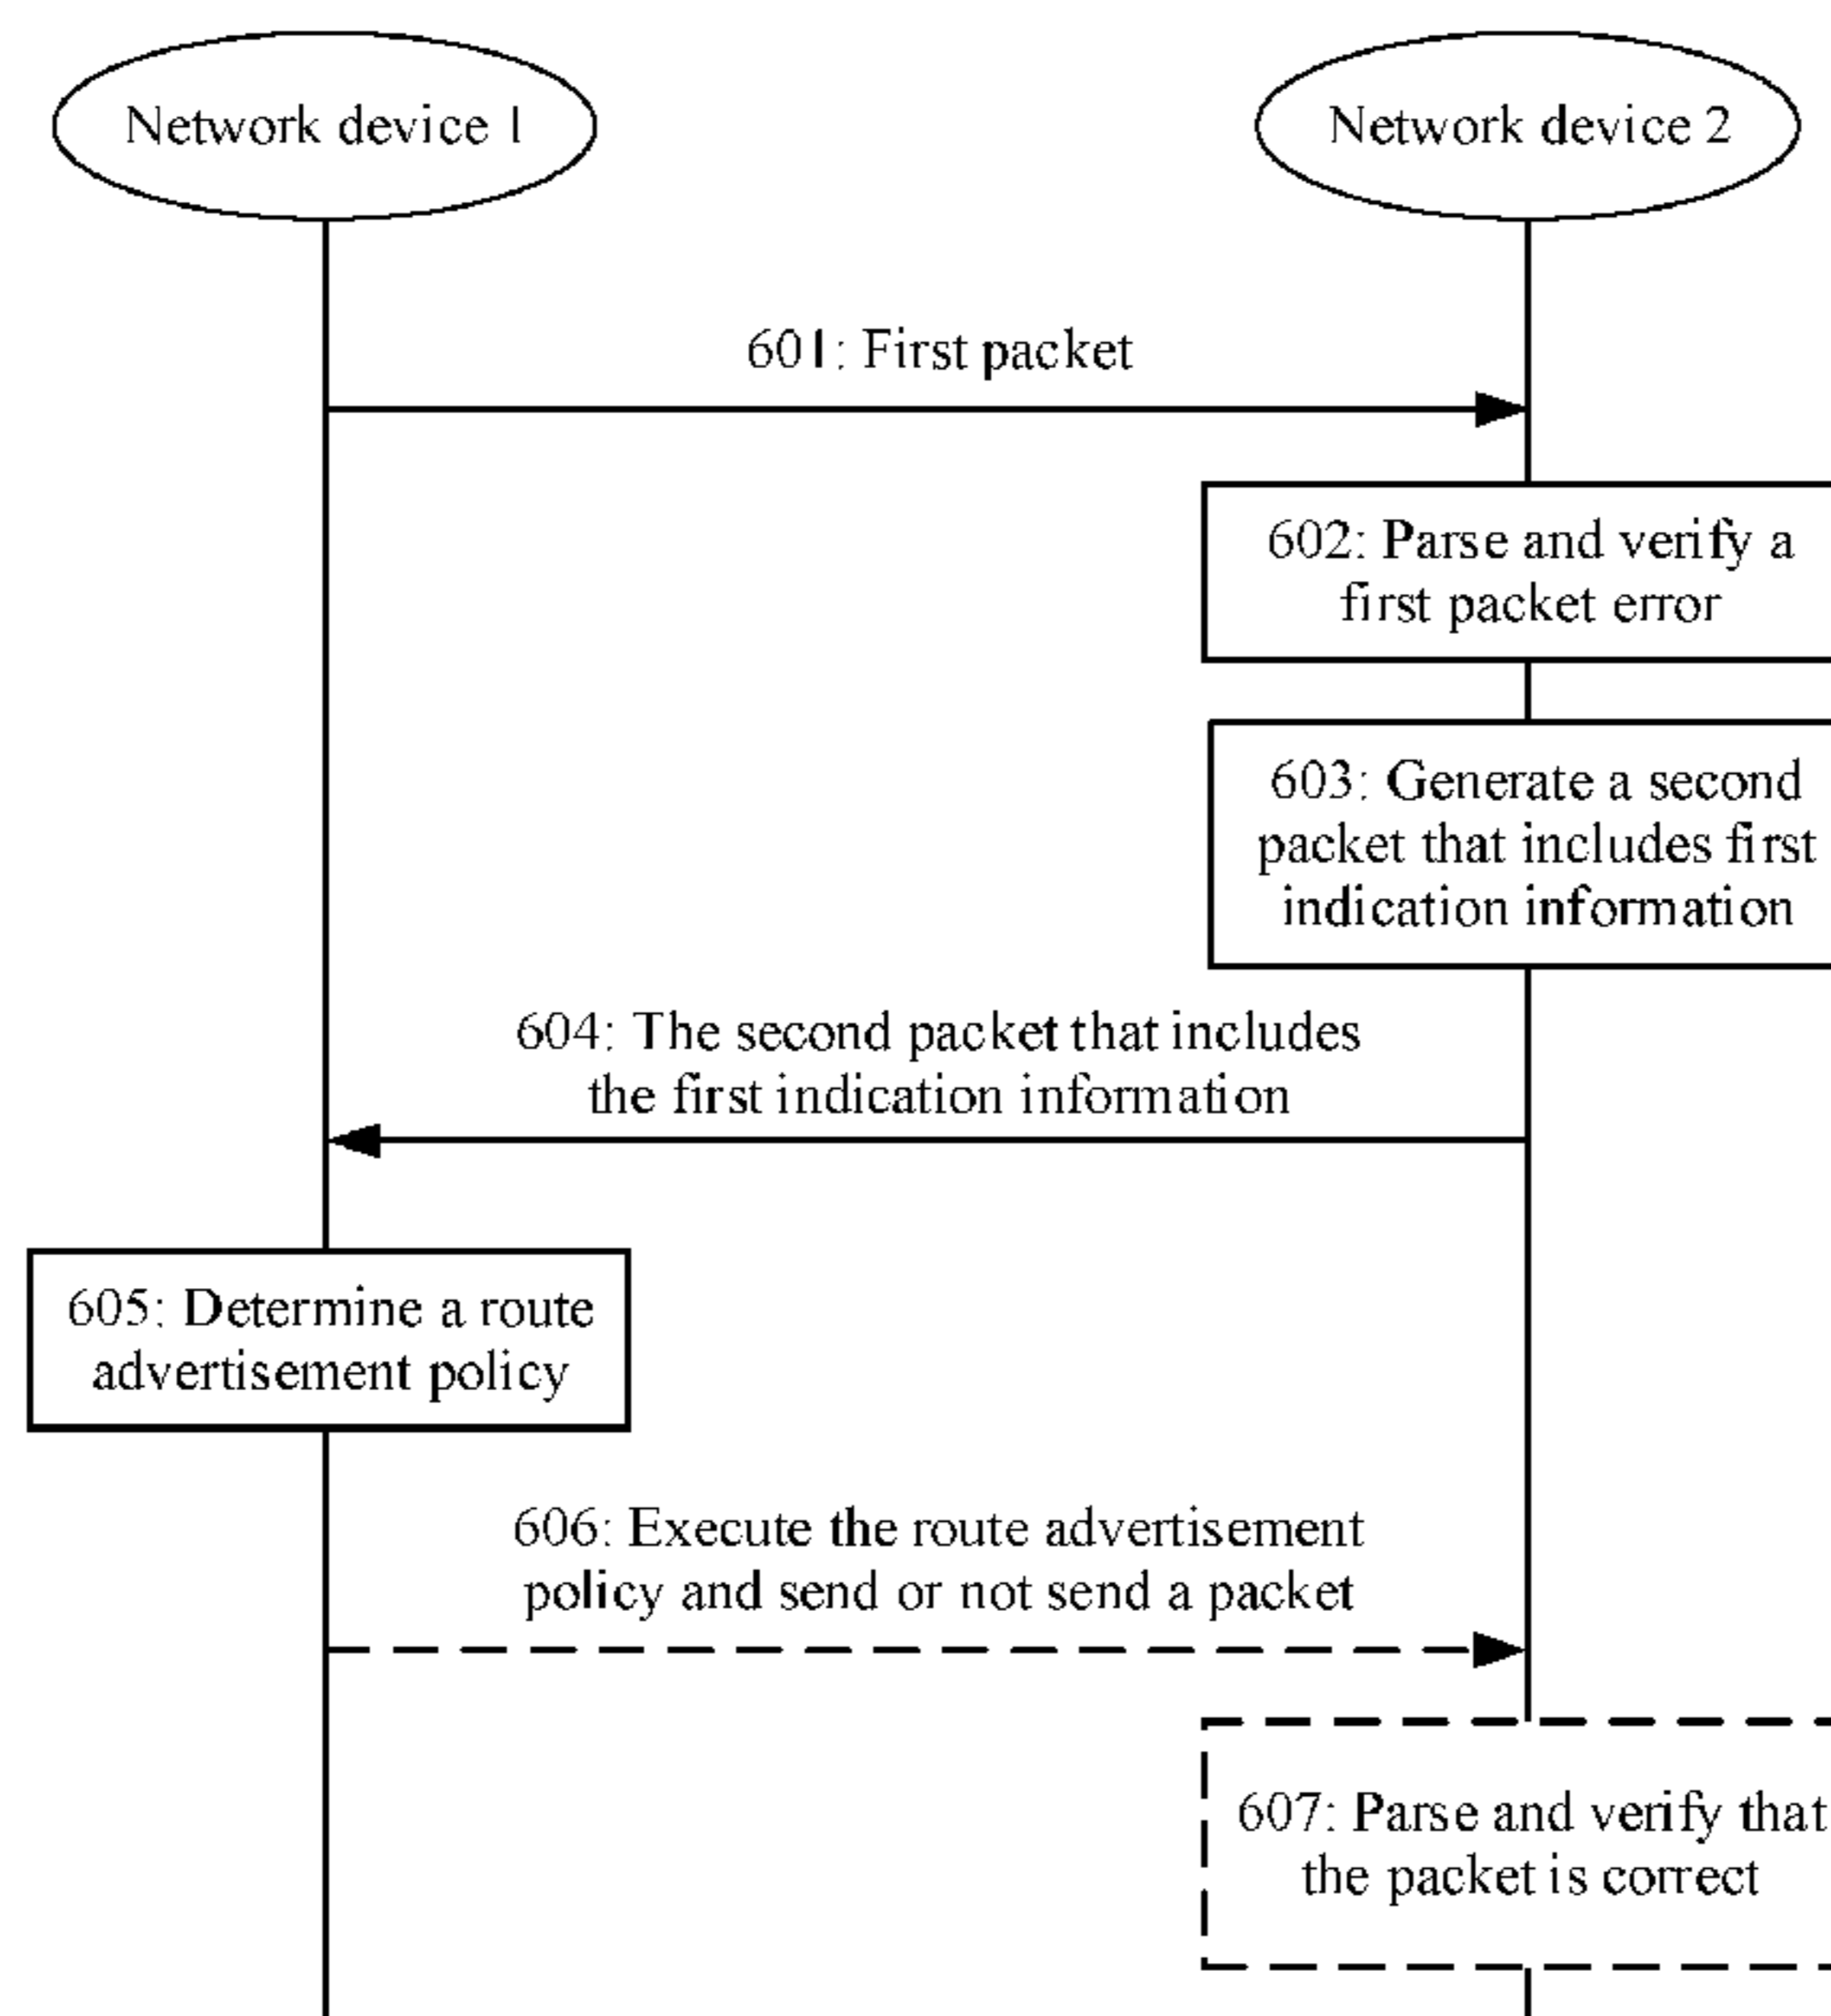 Network device 1
Network device 2
601: First packet
602: Parse and verify a
first packet error
603: Generate a second
packet that includes first
indication information
604: The second packet that includes
the first indication information
605: Determine a route
advertisement policy
606: Execute the route advertisement
policy and send or not send a packet
607: Parse and verify that
the packet is correct